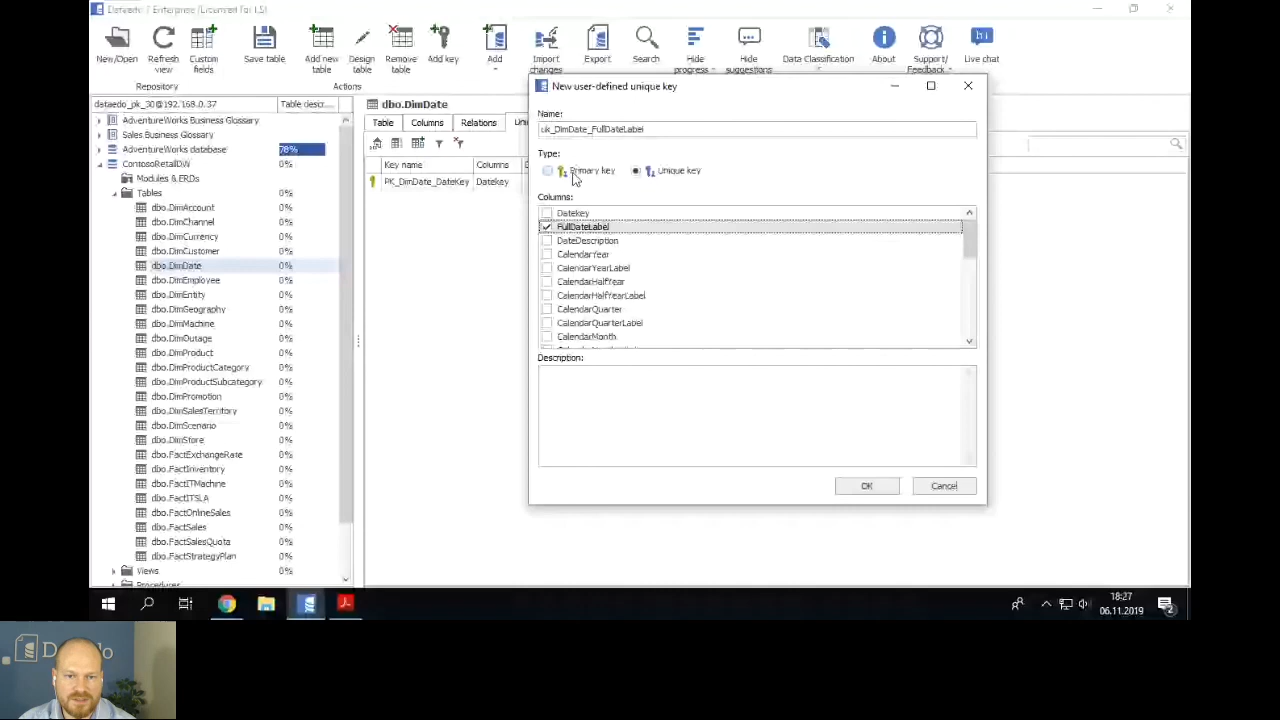 Dataedo 7 Enterprise (Licensed For LS)
New/Open
Refresh view
Custom fields
Save table
Add new table
Design table
Remove table
Add key
Add
Import changes
Export
Search
Hide progress
Hide suggestions
Data Classification
About
Support/ Feedback
Live chat
Repository
Actions
dataedo_pk_30@192.168.0.37
Table descr...
AdventureWorks Business Glossary
Sales Business Glossary
AdventureWorks database 78%
ContosoRetailDW 0%
Modules & ERDs
Tables 0%
dbo.DimAccount 0%
dbo.DimChannel 0%
dbo.DimCurrency 0%
dbo.DimCustomer 0%
dbo.DimDate 0%
dbo.DimEmployee 0%
dbo.DimEntity 0%
dbo.DimGeography 0%
dbo.DimMachine 0%
dbo.DimOutage 0%
dbo.DimProduct 0%
dbo.DimProductCategory 0%
dbo.DimProductSubcategory 0%
dbo.DimPromotion 0%
dbo.DimSalesTerritory 0%
dbo.DimScenario 0%
dbo.DimStore 0%
dbo.FactExchangeRate 0%
dbo.FactInventory 0%
dbo.FactITMachine 0%
dbo.FactITSLA 0%
dbo.FactOnlineSales 0%
dbo.FactSales 0%
dbo.FactSalesQuota 0%
dbo.FactStrategyPlan 0%
Views 0%
Procedures
dbo.DimDate
Table
Columns
Relations
Key name
Columns
PK_DimDate_DateKey
Datekey
New user-defined unique key
Name:
uk_DimDate_FullDateLabel
Type:
Primary key
Unique key
Columns:
Datekey
FullDateLabel
DateDescription
CalendarYear
CalendarYearLabel
CalendarHalfYear
CalendarHalfYearLabel
CalendarQuarter
CalendarQuarterLabel
CalendarMonth
Description:
OK
Cancel
18:27
06.11.2019
2